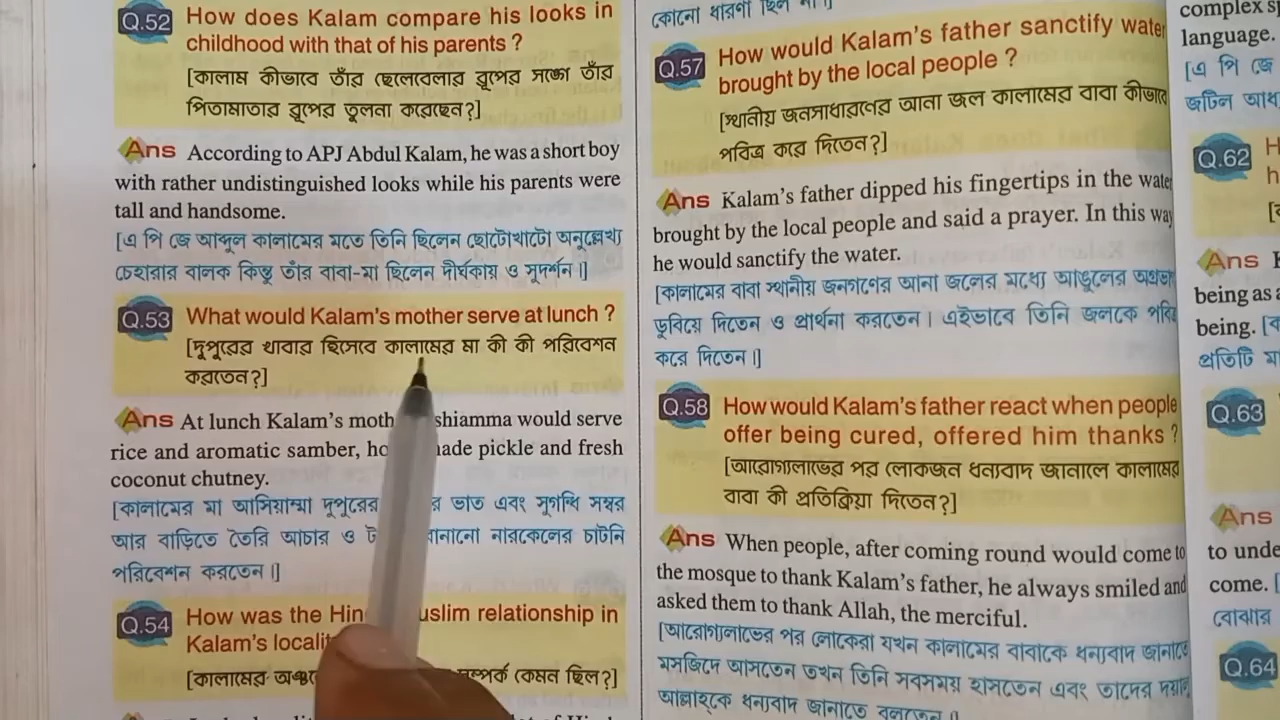 Q.52 How does Kalam compare his looks in
childhood with that of his parents ?
[কালাম কীভাবে তাঁর ছেলেবেলার রূপের সঙ্গে তাঁর
পিতামাতার রূপের তুলনা করেছেন?]
Ans According to APJ Abdul Kalam, he was a short boy
with rather undistinguished looks while his parents were
tall and handsome.
[এ পি জে আব্দুল কালামের মতে তিনি ছিলেন ছোটোখাটো অনুল্লেখ্য
চেহারার বালক কিন্তু তাঁর বাবা-মা ছিলেন দীর্ঘকায় ও সুদর্শন।]
Q.53 What would Kalam's mother serve at lunch ?
[দুপুরের খাবার হিসেবে কালামের মা কী কী পরিবেশন
করতেন?]
Ans At lunch Kalam's moth shiamma would serve
rice and aromatic samber, ho ade pickle and fresh
coconut chutney.
[কালামের মা আসিয়াম্মা দুপুরের র ভাত এবং সুগন্ধি সম্বর
আর বাড়িতে তৈরি আচার ও ট বানানো নারকেলের চাটনি
পরিবেশন করতেন।]
Q.54 How was the Hin uslim relationship in
Kalam's localit
[কালামের অঞ্চ সম্পর্ক কেমন ছিল?]
কোনো ধারণা ছিল না।]
Q.57 How would Kalam's father sanctify water
brought by the local people ?
[স্থানীয় জনসাধারণের আনা জল কালামের বাবা কীভাবে
পবিত্র করে দিতেন?]
Ans Kalam's father dipped his fingertips in the wate
brought by the local people and said a prayer. In this way
he would sanctify the water.
[কালামের বাবা স্থানীয় জনগণের আনা জলের মধ্যে আঙুলের অগ্রভা
ডুবিয়ে দিতেন ও প্রার্থনা করতেন। এইভাবে তিনি জলকে পবি
করে দিতেন।]
Q.58 How would Kalam's father react when people
offer being cured, offered him thanks ?
[আরোগ্যলাভের পর লোকজন ধন্যবাদ জানালে কালামের
বাবা কী প্রতিক্রিয়া দিতেন?]
Ans When people, after coming round would come to
the mosque to thank Kalam's father, he always smiled and
asked them to thank Allah, the merciful.
[আরোগ্যলাভের পর লোকেরা যখন কালামের বাবাকে ধন্যবাদ জানাতে
মসজিদে আসতেন তখন তিনি সবসময় হাসতেন এবং তাদের দয়াল
আল্লাহ্‌কে ধন্যবাদ জানাতে বলতেন।]
complex s
language.
[এ পি জে
জটিল আধ
Q.62 H
h
Ans
being as a
being. [
প্রতিটি ম
Q.63
Ans
to unde
come. [
বোঝার
Q.64